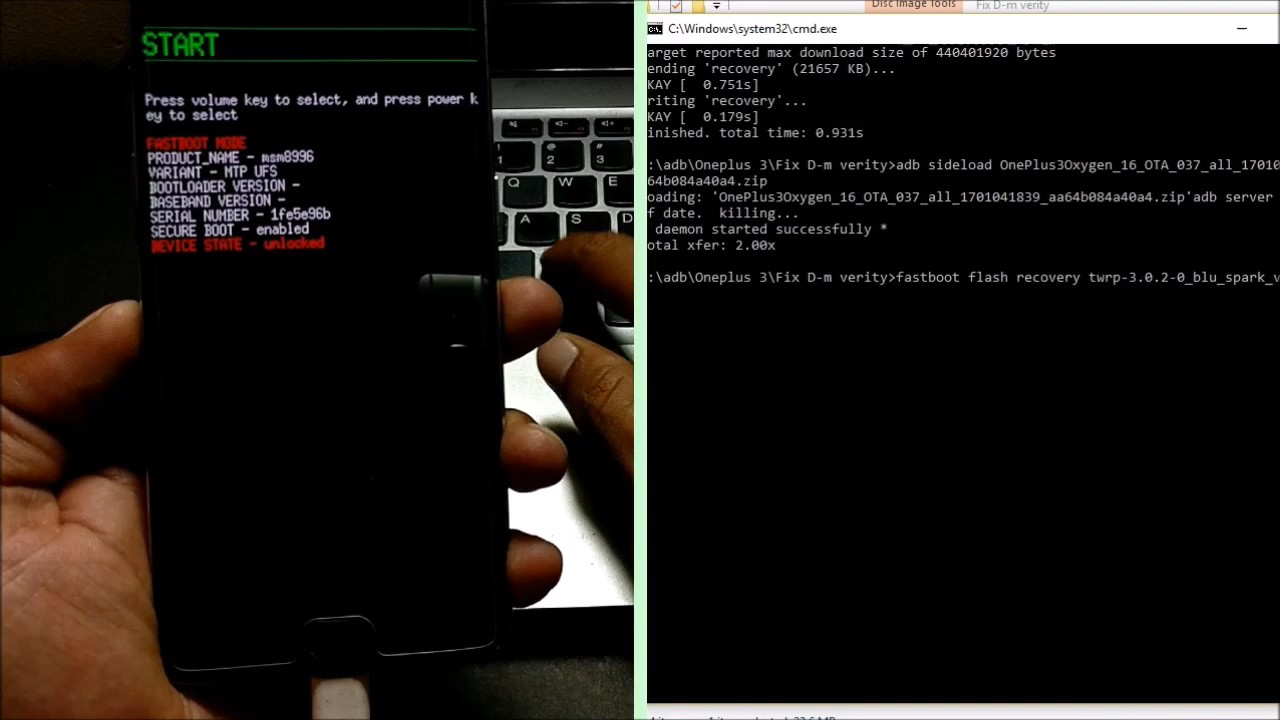 START
Press volume key to select, and press power k
ey to select
FASTBOOT MODE
PRODUCT_NAME - msm8996
VARIANT - MTP UFS
BOOTLOADER VERSION -
BASEBAND VERSION -
SERIAL NUMBER - 1fe5e96b
SECURE BOOT - enabled
DEVICE STATE - unlocked
! 1
@ 2
# 3
Q W E
A S D
Disc Image Tools
Fix D-m verity
C:\Windows\system32\cmd.exe
arget reported max download size of 440401920 bytes
ending 'recovery' (21657 KB)...
KAY [ 0.751s]
riting 'recovery'...
KAY [ 0.179s]
inished. total time: 0.931s
:\adb\Oneplus 3\Fix D-m verity>adb sideload OnePlus3Oxygen_16_OTA_037_all_17010
64b084a40a4.zip
oading: 'OnePlus3Oxygen_16_OTA_037_all_1701041839_aa64b084a40a4.zip'adb server
f date. killing...
daemon started successfully *
otal xfer: 2.00x
:\adb\Oneplus 3\Fix D-m verity>fastboot flash recovery twrp-3.0.2-0_blu_spark_v